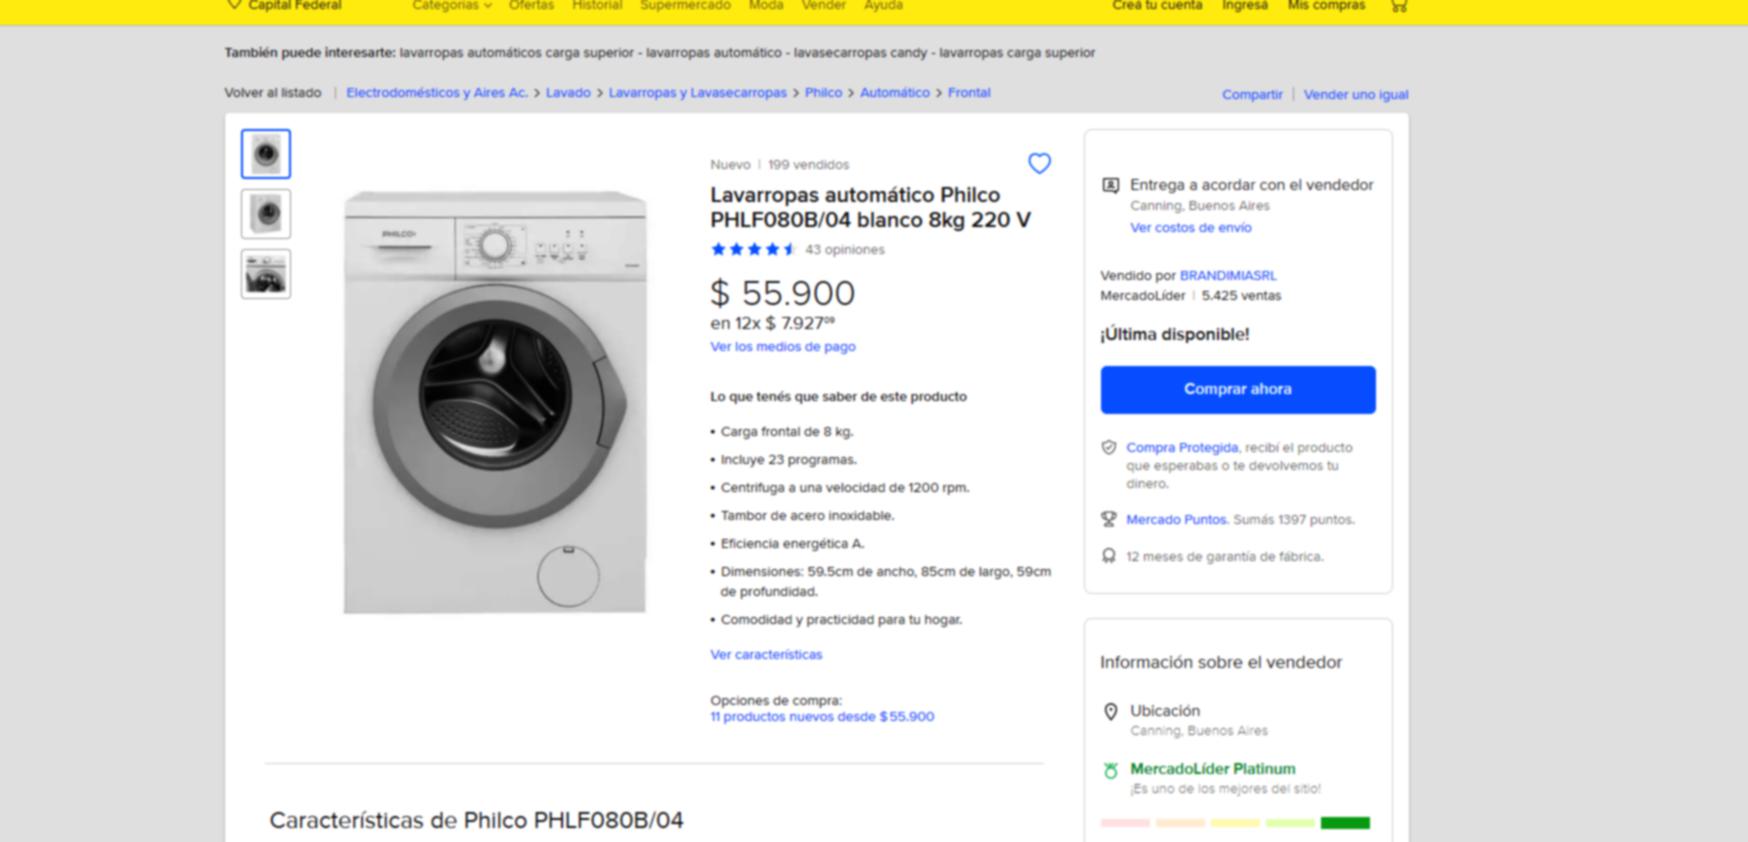 Capital Federal
Categorías Ofertas Historial Supermercado Moda Vender Ayuda
Creá tu cuenta Ingresá Mis compras
También puede interesarte: lavarropas automáticos carga superior - lavarropas automático - lavasecarropas candy - lavarropas carga superior
Volver al listado | Electrodomésticos y Aires Ac. > Lavado > Lavarropas y Lavasecarropas > Philco > Automático > Frontal
Compartir | Vender uno igual
PHILCO
Nuevo | 199 vendidos
Lavarropas automático Philco
PHLF080B/04 blanco 8kg 220 V
43 opiniones
$ 55.900
en 12x $ 7.927⁰⁹
Ver los medios de pago
Lo que tenés que saber de este producto
• Carga frontal de 8 kg.
• Incluye 23 programas.
• Centrifuga a una velocidad de 1200 rpm.
• Tambor de acero inoxidable.
• Eficiencia energética A.
• Dimensiones: 59.5cm de ancho, 85cm de largo, 59cm
de profundidad.
• Comodidad y practicidad para tu hogar.
Ver características
Opciones de compra:
11 productos nuevos desde $ 55.900
Características de Philco PHLF080B/04
Entrega a acordar con el vendedor
Canning, Buenos Aires
Ver costos de envío
Vendido por BRANDIMIASRL
MercadoLíder | 5.425 ventas
¡Última disponible!
Comprar ahora
Compra Protegida, recibí el producto
que esperabas o te devolvemos tu
dinero.
Mercado Puntos. Sumás 1397 puntos.
12 meses de garantía de fábrica.
Información sobre el vendedor
Ubicación
Canning, Buenos Aires
MercadoLíder Platinum
¡Es uno de los mejores del sitio!